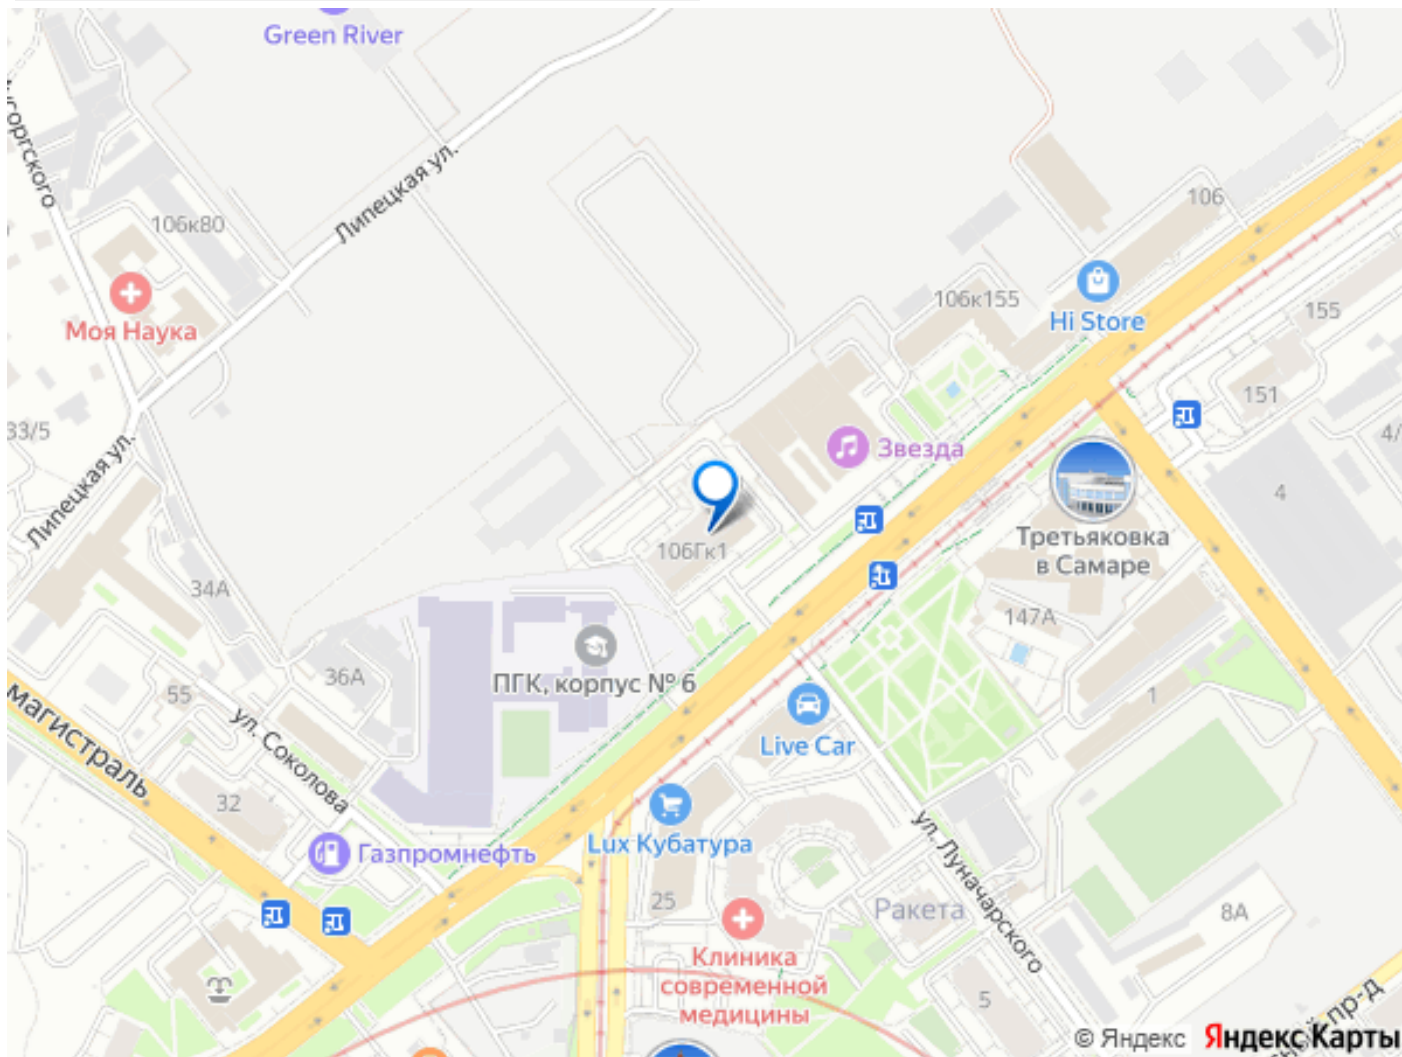 Green River
Липецкая ул.
106к80
106
Моя Наука
106к155
Hi Store
155
151
33/5
4/
Звезда
4
Липецкая ул.
106Гк1
Третьяковка
в Самаре
147А
34А
ПГК, корпус № 6
36А
55
1
магистраль
ул. Соколова
Live Car
32
Lux Кубатура
Газпромнефть
ул. Луначарского
25
Ракета
8А
Клиника
современной
медицины
5
пр-д
© Яндекс Яндекс Карты